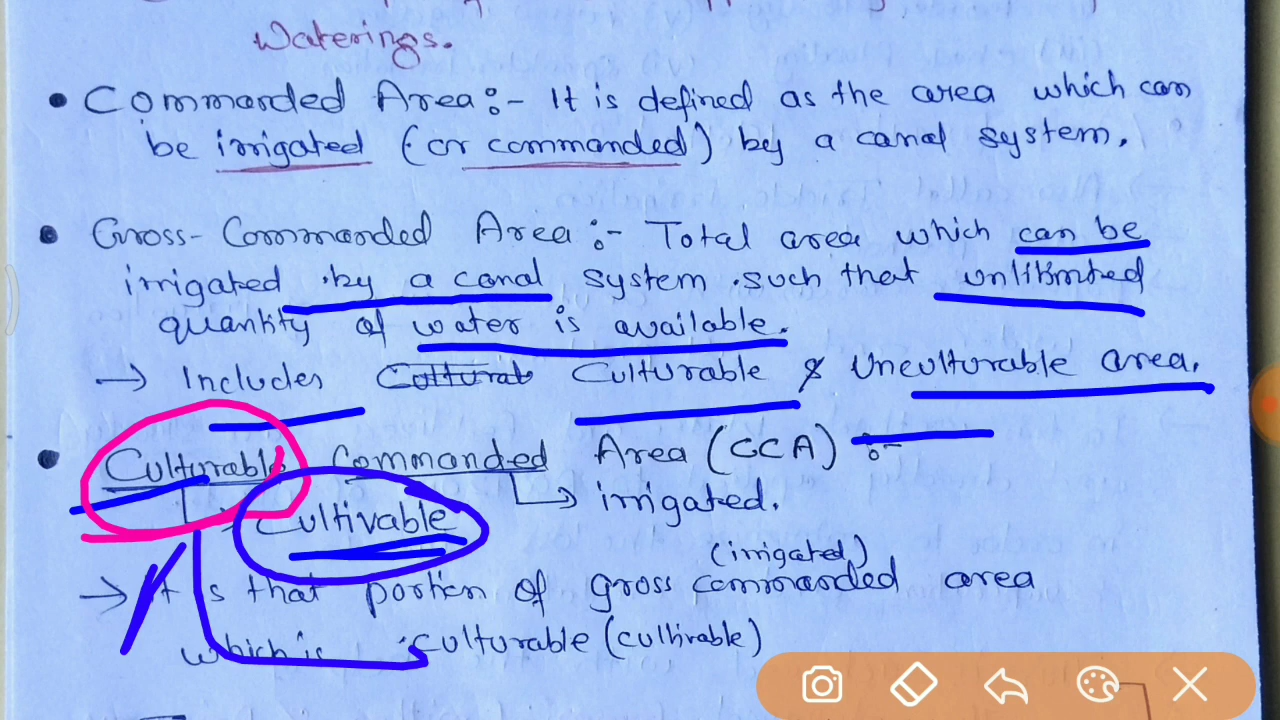 Waterings.
• Commanded Area :- It is defined as the area which can
be irrigated (or commanded) by a canal system.
• Gross-Commanded Area :- Total area which can be
irrigated by a canal system such that unlimited
quantity of water is available.
→ Includes Cultural Culturable & Unculturable area.
• Culturable Commanded Area (CCA) :-
→ Cultivable → irrigated.
(irrigated)
→ It is that portion of gross commanded area
which is culturable (cultivable)